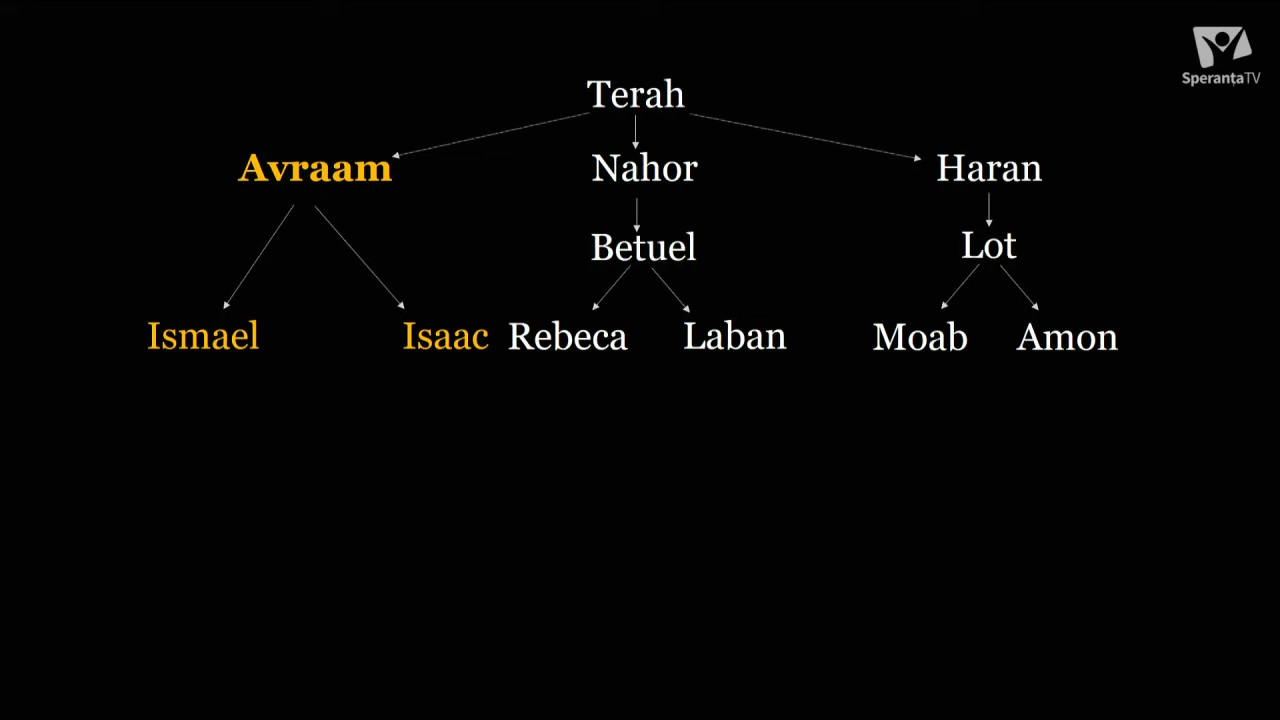 SperanțaTV
Terah
Avraam Nahor Haran
Betuel Lot
Ismael Isaac Rebeca Laban Moab Amon